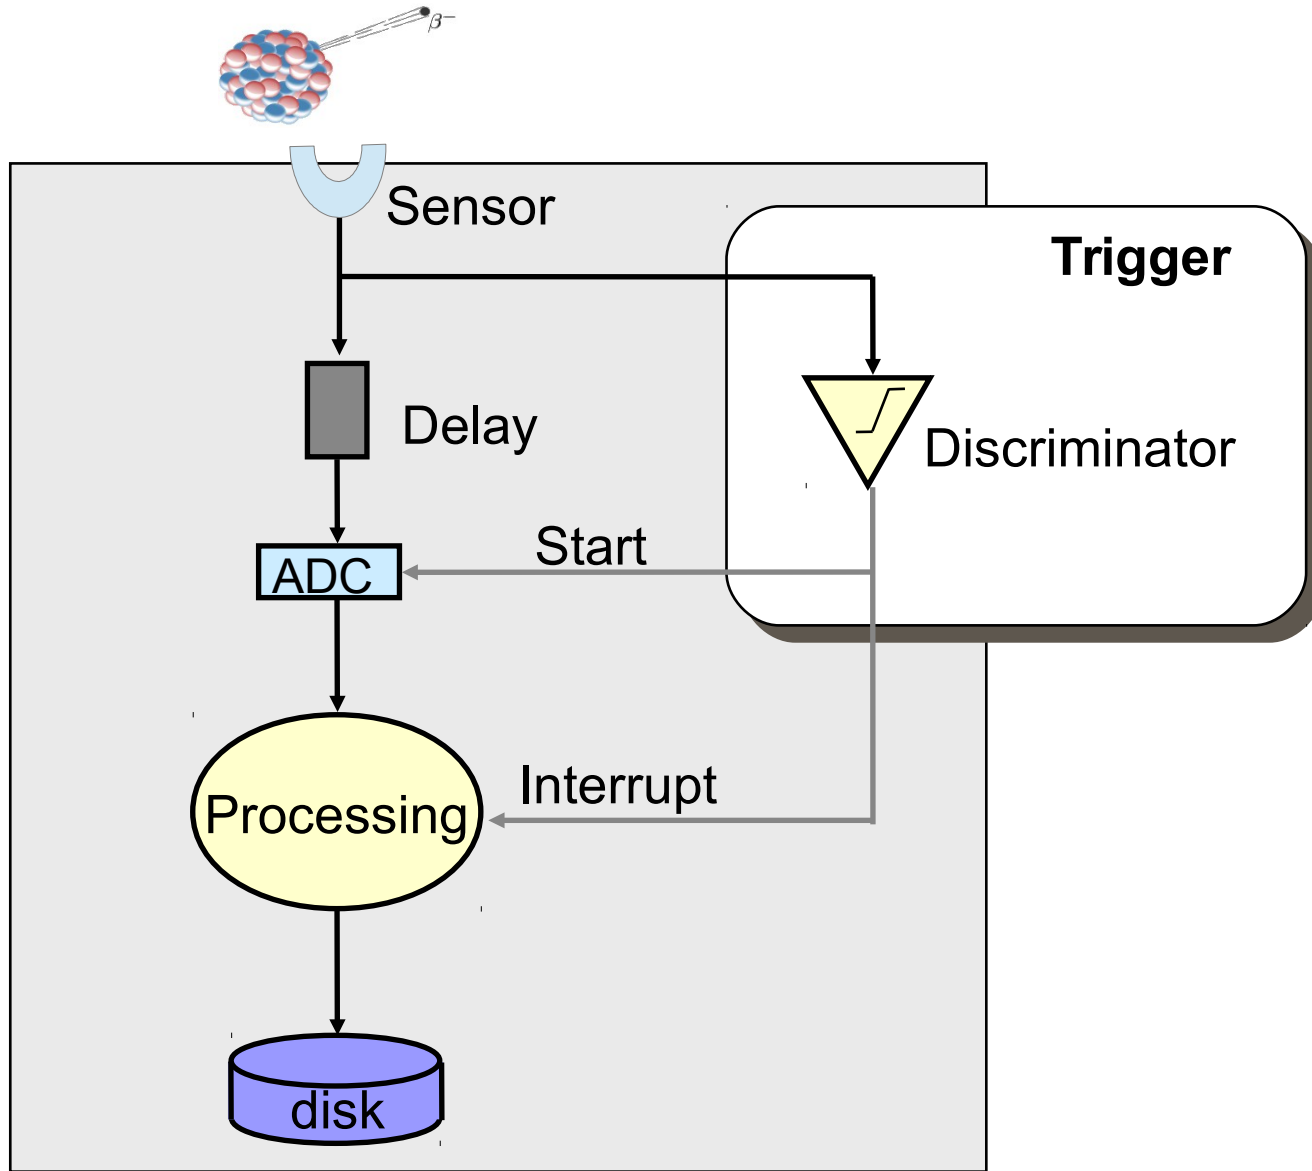 β⁻
Sensor
Trigger
Delay
Discriminator
Start
ADC
Interrupt
Processing
disk